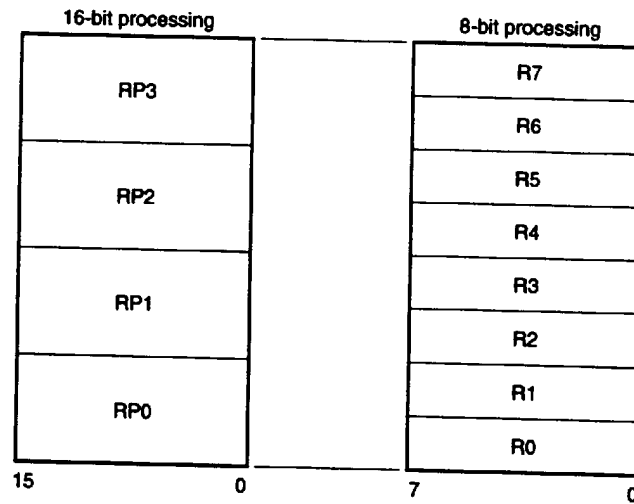 16-bit processing
8-bit processing
RP3
RP2
RP1
RP0
15 0
R7
R6
R5
R4
R3
R2
R1
R0
7 0